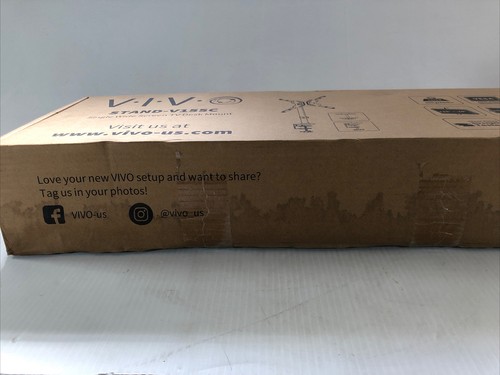 V·I·V·O
STAND-V155C
Visit us at
www.vivo-us.com
Love your new VIVO setup and want to share?
Tag us in your photos!
VIVO-us
@vivo_us